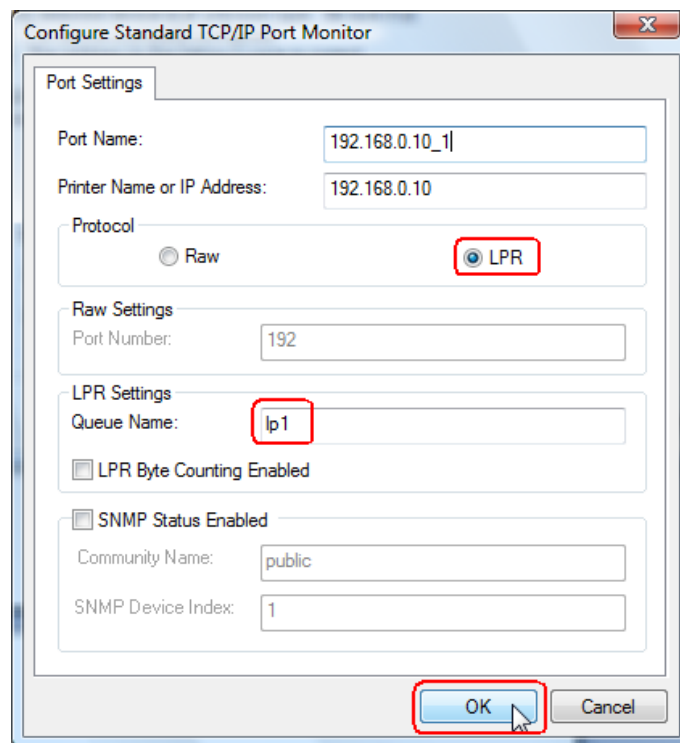 Configure Standard TCP/IP Port Monitor
Port Settings
Port Name: 192.168.0.10_1
Printer Name or IP Address: 192.168.0.10
Protocol
Raw LPR
Raw Settings
Port Number: 192
LPR Settings
Queue Name: lp1
LPR Byte Counting Enabled
SNMP Status Enabled
Community Name: public
SNMP Device Index: 1
OK Cancel